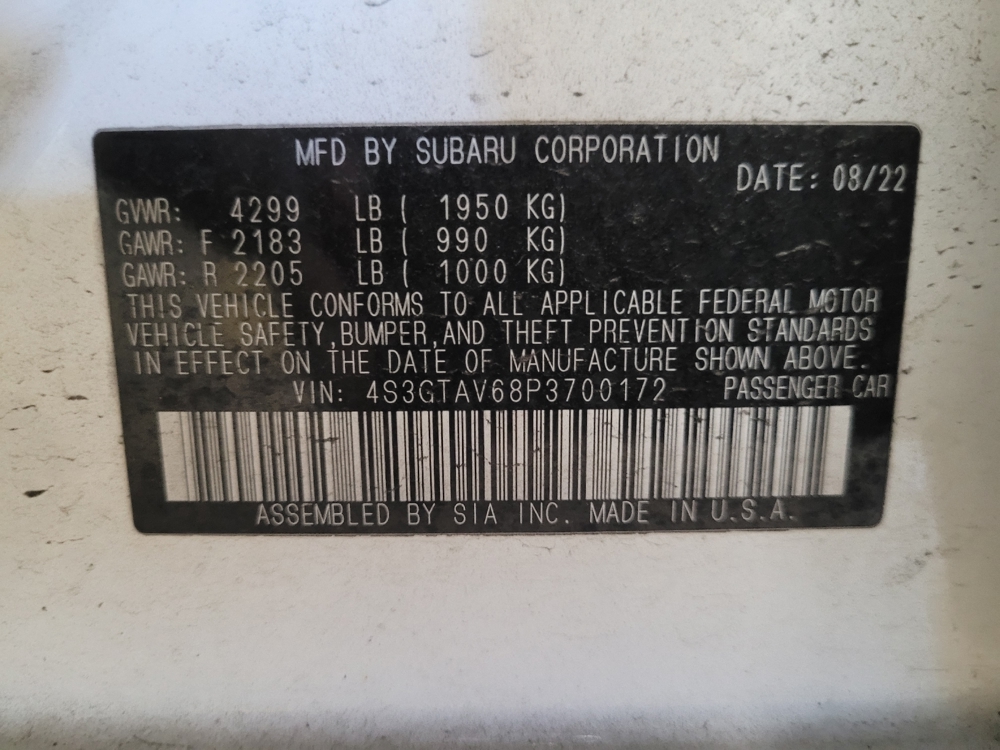 MFD BY SUBARU CORPORATION
DATE: 08/22
GVWR: 4299 LB ( 1950 KG)
GAWR: F 2183 LB ( 990 KG)
GAWR: R 2205 LB ( 1000 KG)
THIS VEHICLE CONFORMS TO ALL APPLICABLE FEDERAL MOTOR
VEHICLE SAFETY, BUMPER, AND THEFT PREVENTION STANDARDS
IN EFFECT ON THE DATE OF MANUFACTURE SHOWN ABOVE.
VIN: 4S3GTAV68P3700172 PASSENGER CAR
ASSEMBLED BY SIA INC. MADE IN U.S.A.